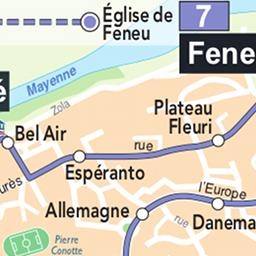 Église de
Feneu
7
Fene
Mayenne
é
Zola
Plateau
Fleuri
Bel Air
rue
Espéranto
urès
l'Europe
Allemagne
Danema
rue
de
Pierre
Conotte